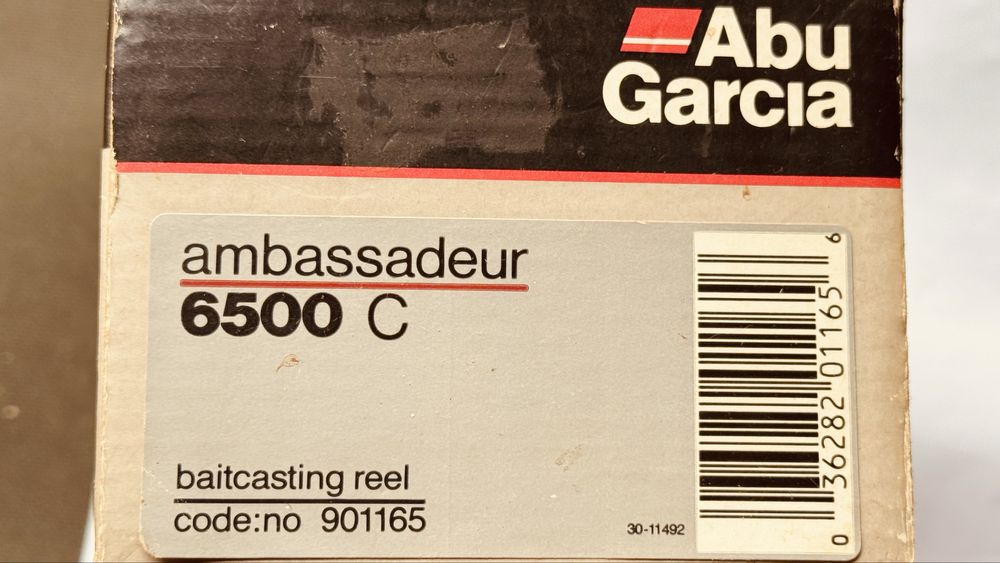 Abu
Garcia
ambassadeur
6500 C
baitcasting reel
code:no 901165
30-11492
0 36282 01165 6